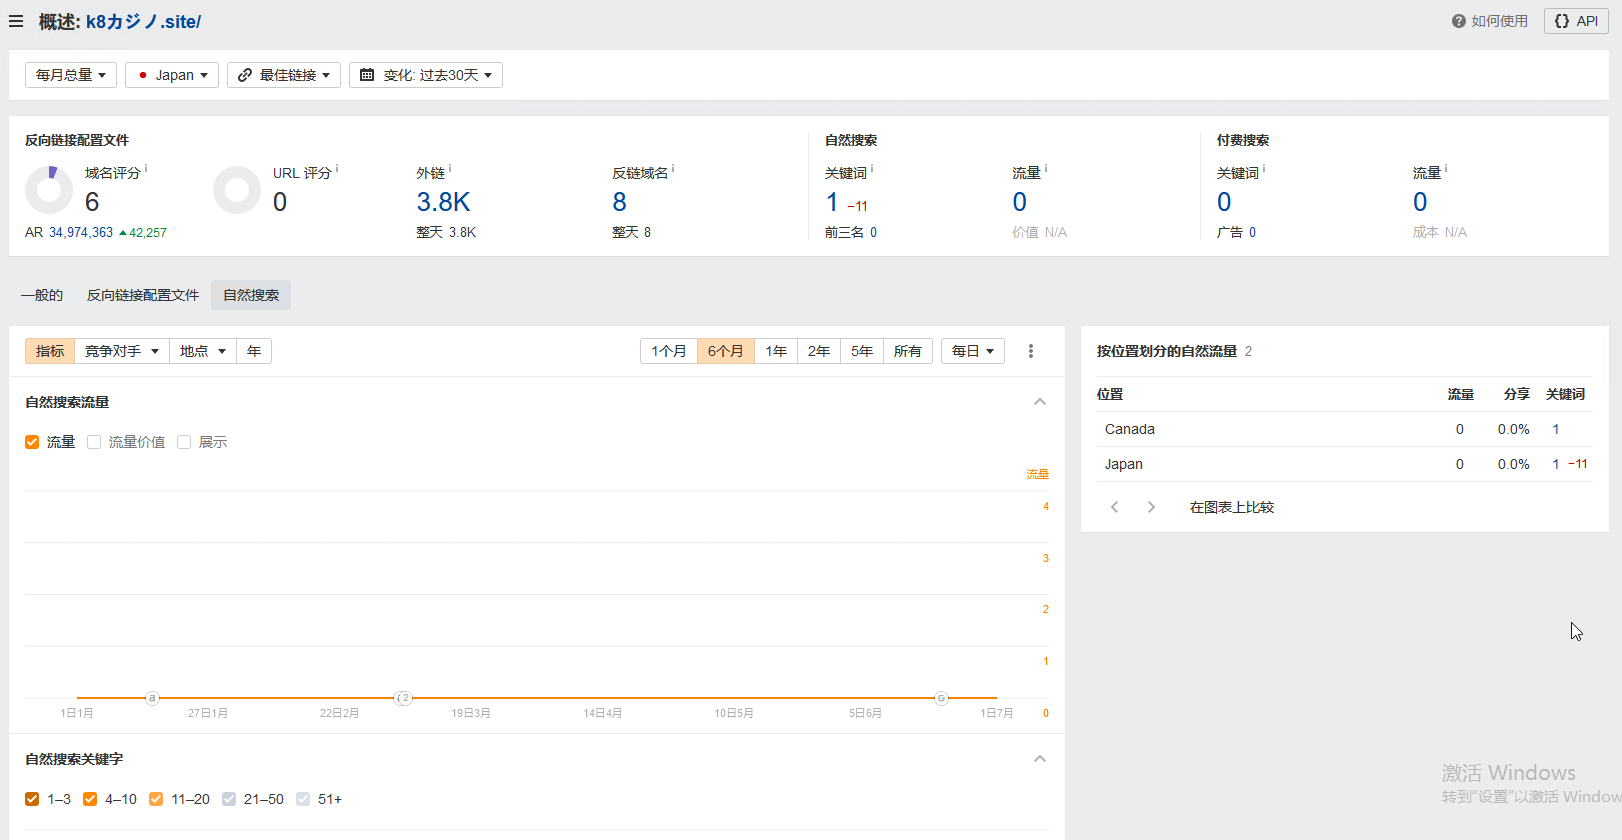 概述: k8カジノ.site/
如何使用
{} API
每月总量
Japan
最佳链接
变化: 过去30天
反向链接配置文件
自然搜索
付费搜索
域名评分
6
AR 34,974,363 42,257
URL 评分
0
外链
3.8K
整天 3.8K
反链域名
8
整天 8
关键词
1 −11
前三名 0
流量
0
价值 N/A
关键词
0
广告 0
流量
0
成本 N/A
一般的
反向链接配置文件
自然搜索
指标
竞争对手
地点
年
1个月
6个月
1年
2年
5年
所有
每日
自然搜索流量
流量
流量价值
展示
流量
4
3
2
1
0
a
2
G
1日1月
27日1月
22日2月
19日3月
14日4月
10日5月
5日6月
1日7月
自然搜索关键字
1–3
4–10
11–20
21–50
51+
按位置划分的自然流量 2
位置 流量 分享 关键词
Canada 0 0.0% 1
Japan 0 0.0% 1 −11
在图表上比较
激活 Windows
转到"设置"以激活 Window